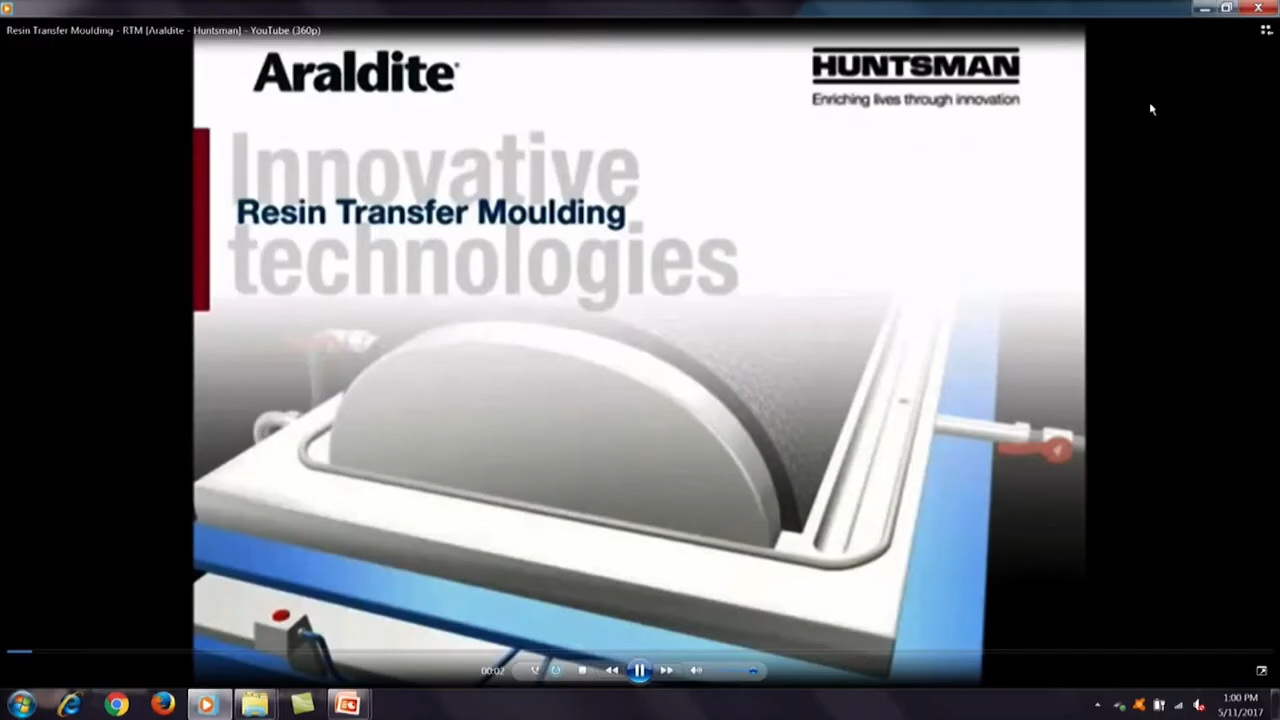 Resin Transfer Moulding - RTM [Araldite - Huntsman] - YouTube (360p)
Araldite
HUNTSMAN
Enriching lives through innovation
Innovative
Resin Transfer Moulding
technologies
00:02
1:00 PM
5/11/2017